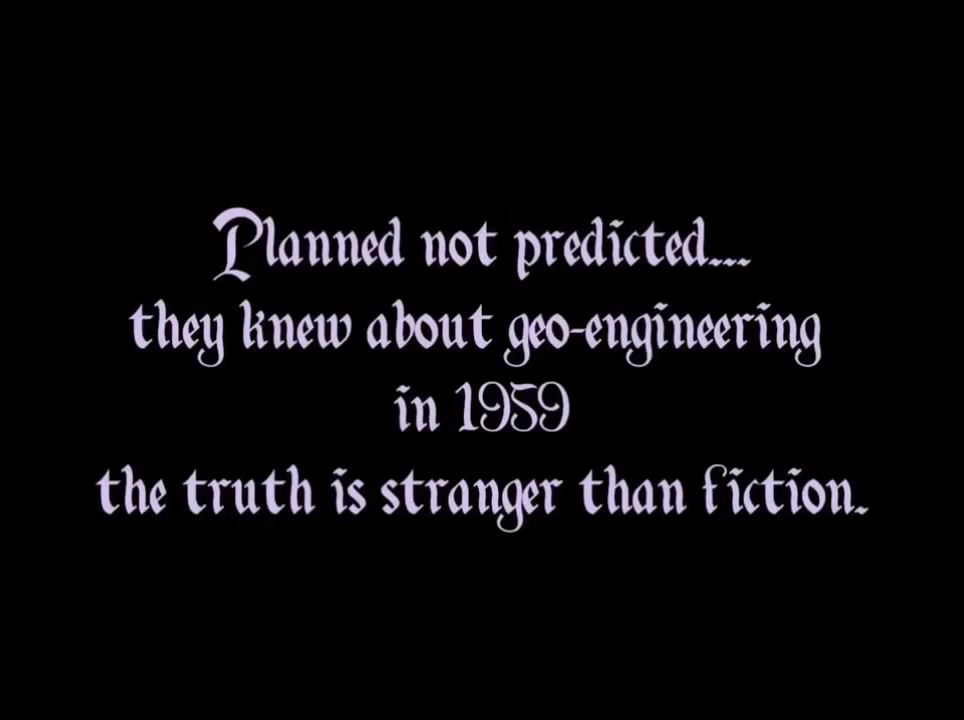 Planned not predicted...
they knew about geo-engineering
in 1959
the truth is stranger than fiction.